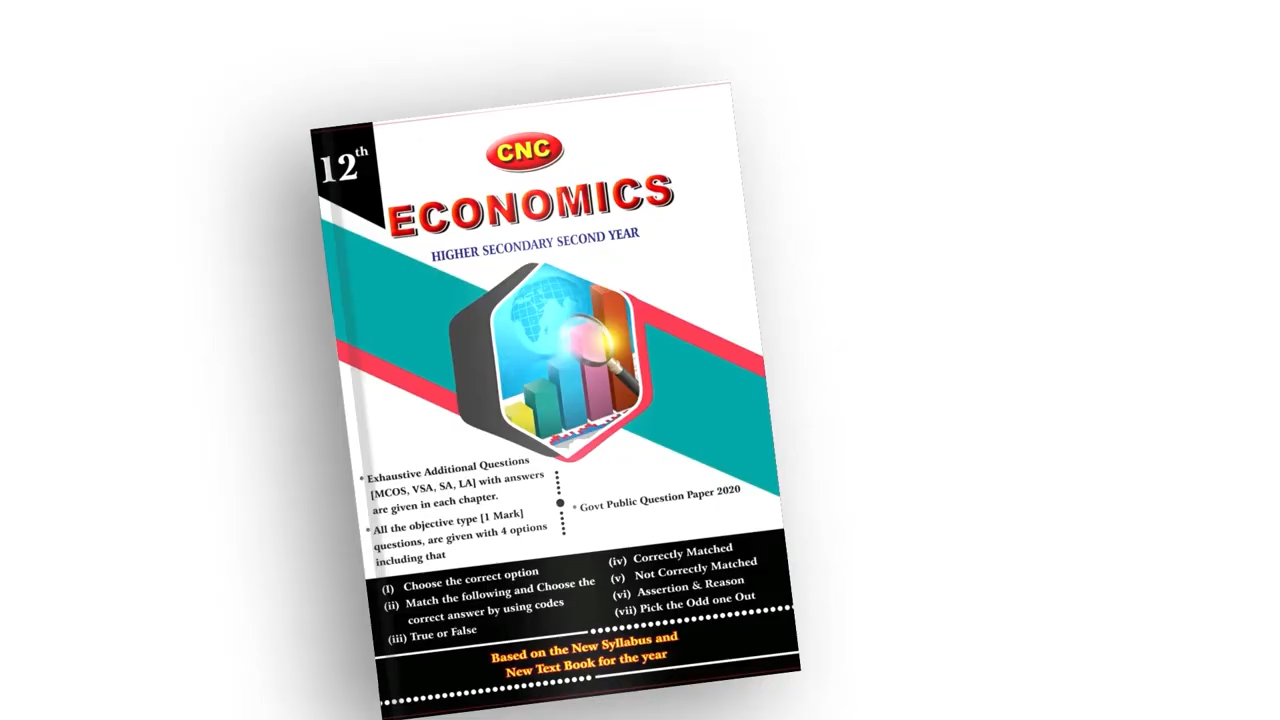 12th
CNC
ECONOMICS
HIGHER SECONDARY SECOND YEAR
* Exhaustive Additional Questions
[MCOS, VSA, SA, LA] with answers
are given in each chapter.
* All the objective type [1 Mark]
questions, are given with 4 options
including that
* Govt Public Question Paper 2020
(I) Choose the correct option
(ii) Match the following and Choose the
correct answer by using codes
(iii) True or False
(iv) Correctly Matched
(v) Not Correctly Matched
(vi) Assertion & Reason
(vii) Pick the Odd one Out
Based on the New Syllabus and
New Text Book for the year